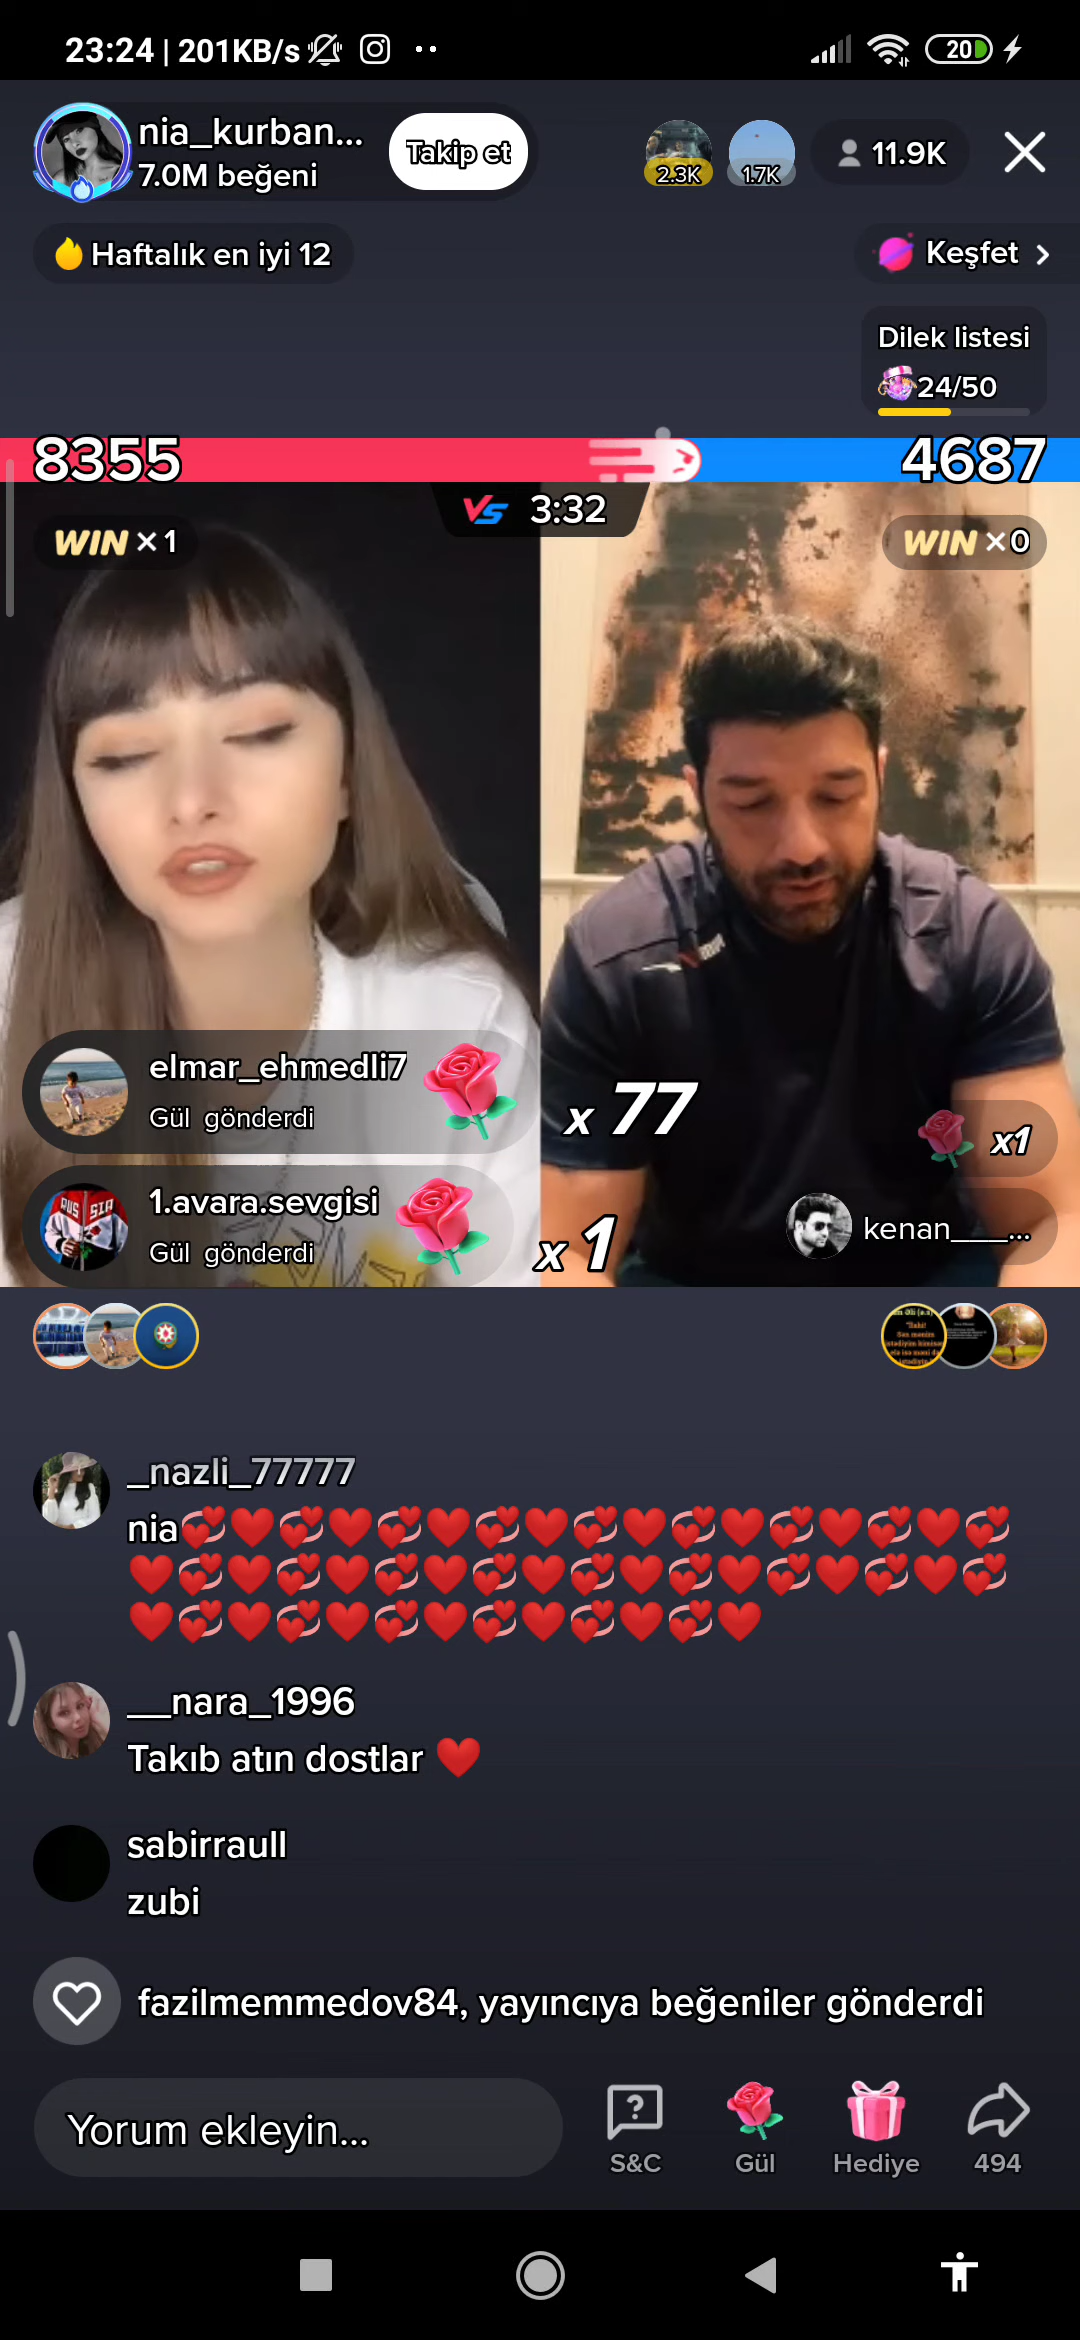 23:24 | 201KB/s
20
nia_kurban...
7.0M beğeni
Takip et
2.3K
1.7K
11.9K
Haftalık en iyi 12
Keşfet
Dilek listesi
24/50
8355
4687
VS 3:32
WIN ×1
WIN ×0
elmar_ehmedli7
Gül gönderdi
x 77
x1
1.avara.sevgisi
Gül gönderdi
x 1
kenan____...
_nazli_77777
nia💞❤️💞❤️💞❤️💞❤️💞❤️💞❤️💞❤️💞❤️💞
❤️💞❤️💞❤️💞❤️💞❤️💞❤️💞❤️💞❤️💞❤️💞
❤️💞❤️💞❤️💞❤️💞❤️💞❤️💞❤️
__nara_1996
Takıb atın dostlar ❤️
sabirraull
zubi
fazilmemmedov84, yayıncıya beğeniler gönderdi
Yorum ekleyin...
S&C
Gül
Hediye
494